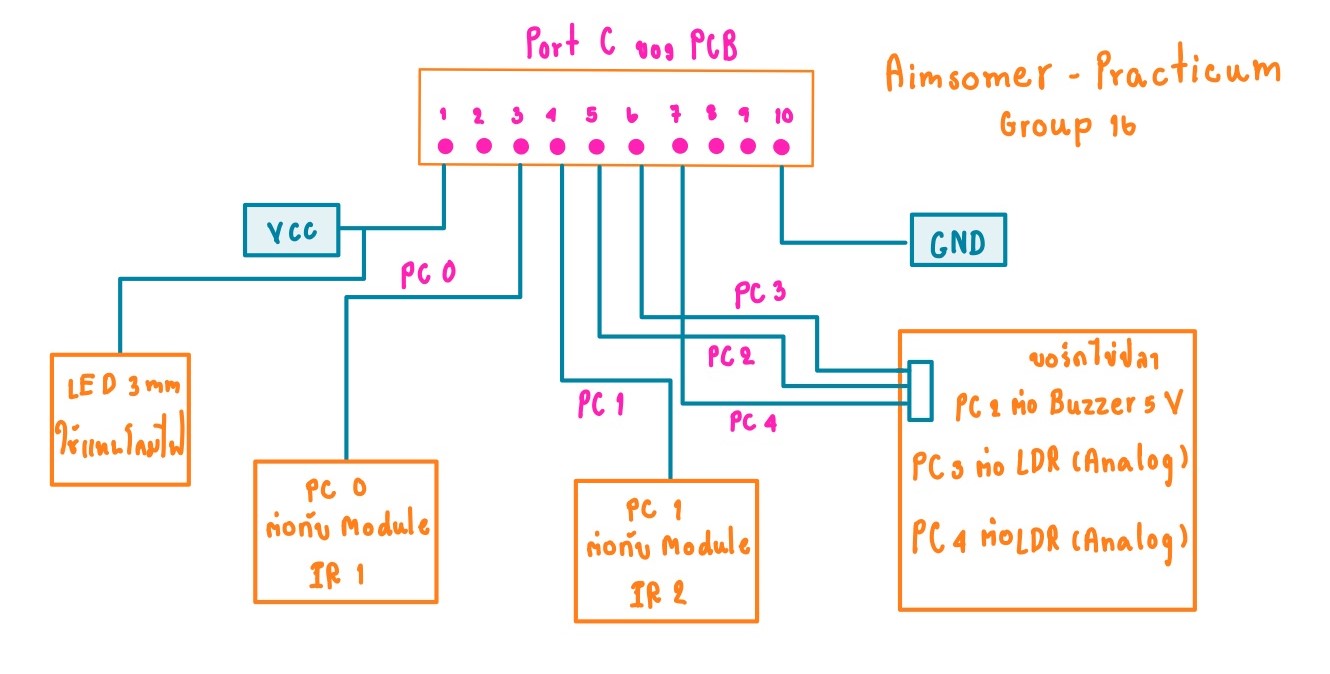 Port C ของ PCB
Aimsomer - Practicum
Group 16
1 2 3 4 5 6 7 8 9 10
VCC
GND
PC 0
PC 3
PC 2
PC 1
PC 4
LED 3 mm
ใช้แทนโคมไฟ
PC 0
ต่อกับ Module
IR 1
PC 1
ต่อกับ Module
IR 2
บอร์ดไข่ปลา
PC 2 ต่อ Buzzer 5 V
PC 3 ต่อ LDR (Analog)
PC 4 ต่อ LDR (Analog)